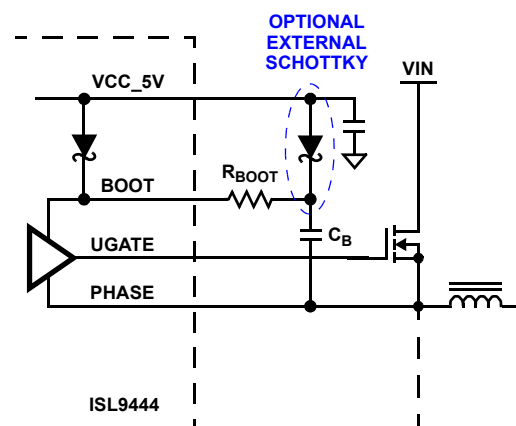 OPTIONAL
EXTERNAL
SCHOTTKY
VCC_5V
VIN
BOOT
RBOOT
CB
UGATE
PHASE
ISL9444